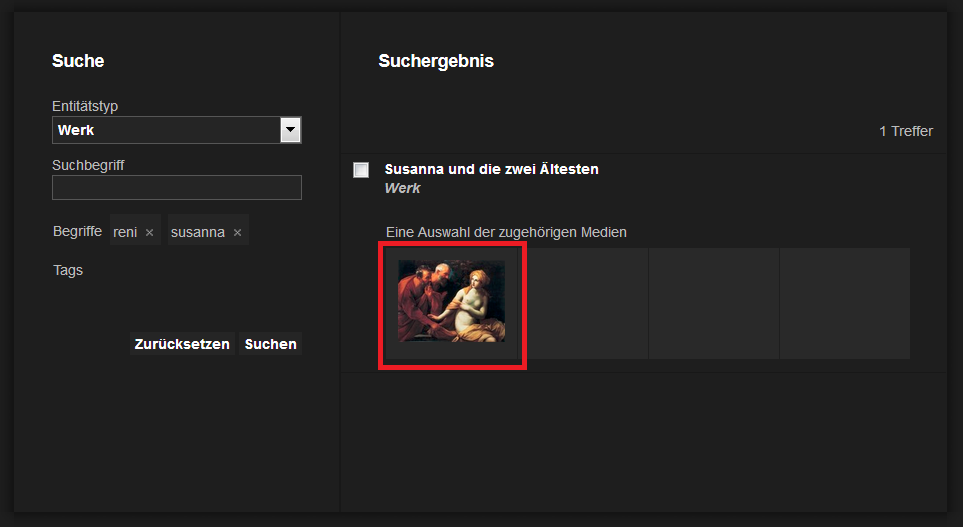 Suche
Entitätstyp
Werk
Suchbegriff
Begriffe reni × susanna ×
Tags
Zurücksetzen Suchen
Suchergebnis
1 Treffer
Susanna und die zwei Ältesten
Werk
Eine Auswahl der zugehörigen Medien